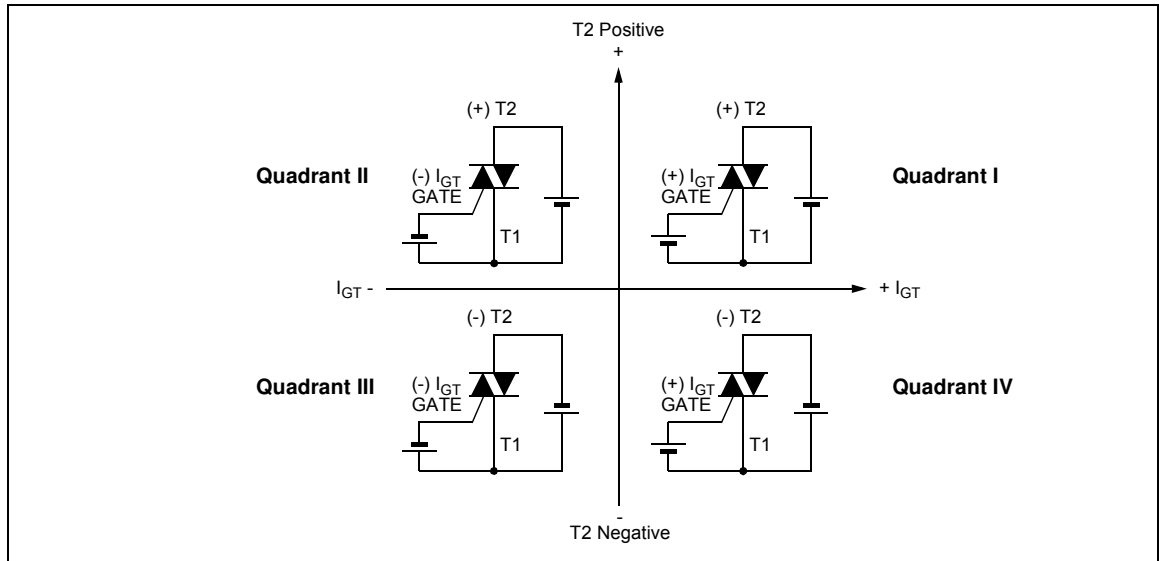 T2 Positive
+
(+) T2
(+) T2
Quadrant II
(-) IGT
GATE
T1
(+) IGT
GATE
T1
Quadrant I
IGT -
+ IGT
(-) T2
(-) T2
Quadrant III
(-) IGT
GATE
T1
(+) IGT
GATE
T1
Quadrant IV
-
T2 Negative